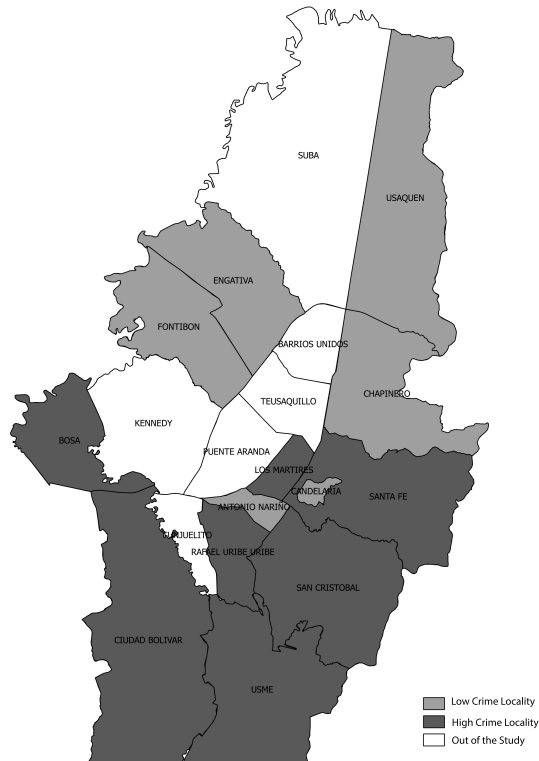 SUBA
USAQUEN
ENGATIVA
FONTIBON
BARRIOS UNIDOS
CHAPINERO
TEUSAQUILLO
KENNEDY
BOSA
PUENTE ARANDA
LOS MARTIRES
CANDELARIA
SANTA FE
ANTONIO NARINO
TUNJUELITO
RAFAEL URIBE URIBE
SAN CRISTOBAL
CIUDAD BOLIVAR
USME
Low Crime Locality
High Crime Locality
Out of the Study